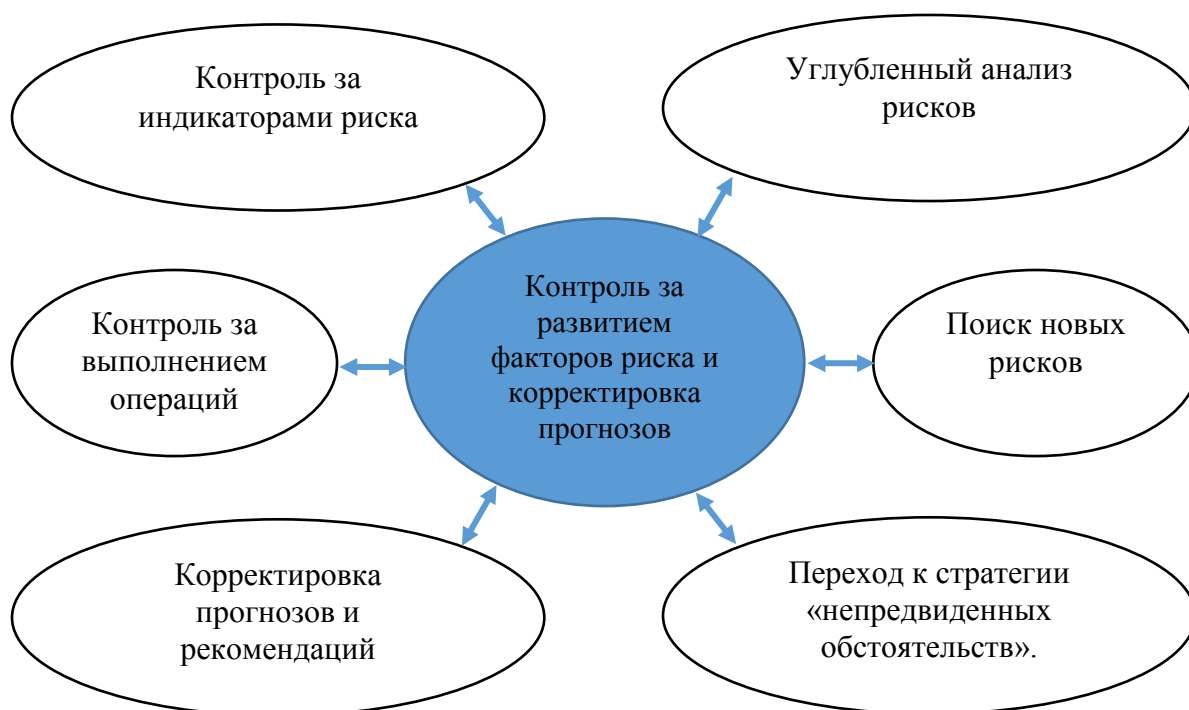 Контроль за
индикаторами риска
Углубленный анализ
рисков
Контроль за
выполнением
операций
Контроль за
развитием
факторов риска и
корректировка
прогнозов
Поиск новых
рисков
Корректировка
прогнозов и
рекомендаций
Переход к стратегии
«непредвиденных
обстоятельств».